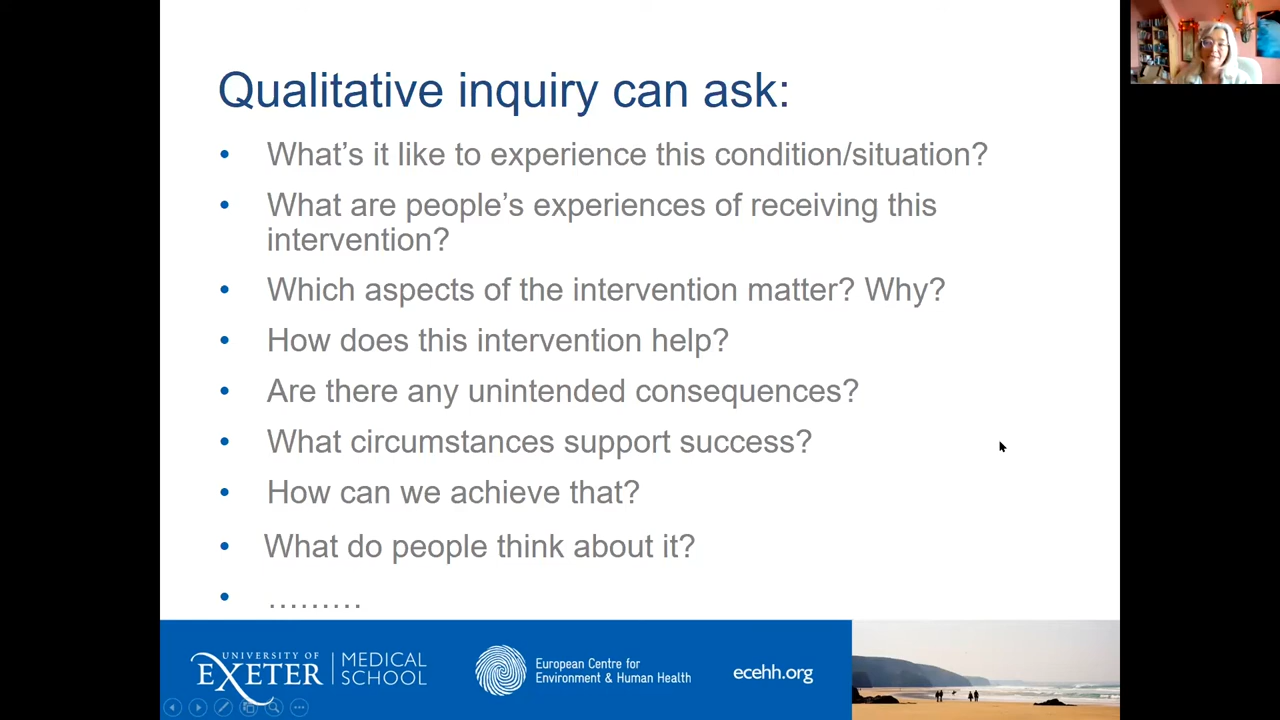 Qualitative inquiry can ask:
• What’s it like to experience this condition/situation?
• What are people’s experiences of receiving this
intervention?
• Which aspects of the intervention matter? Why?
• How does this intervention help?
• Are there any unintended consequences?
• What circumstances support success?
• How can we achieve that?
• What do people think about it?
• ………
UNIVERSITY OF
EXETER
MEDICAL
SCHOOL
European Centre for
Environment & Human Health
ecehh.org